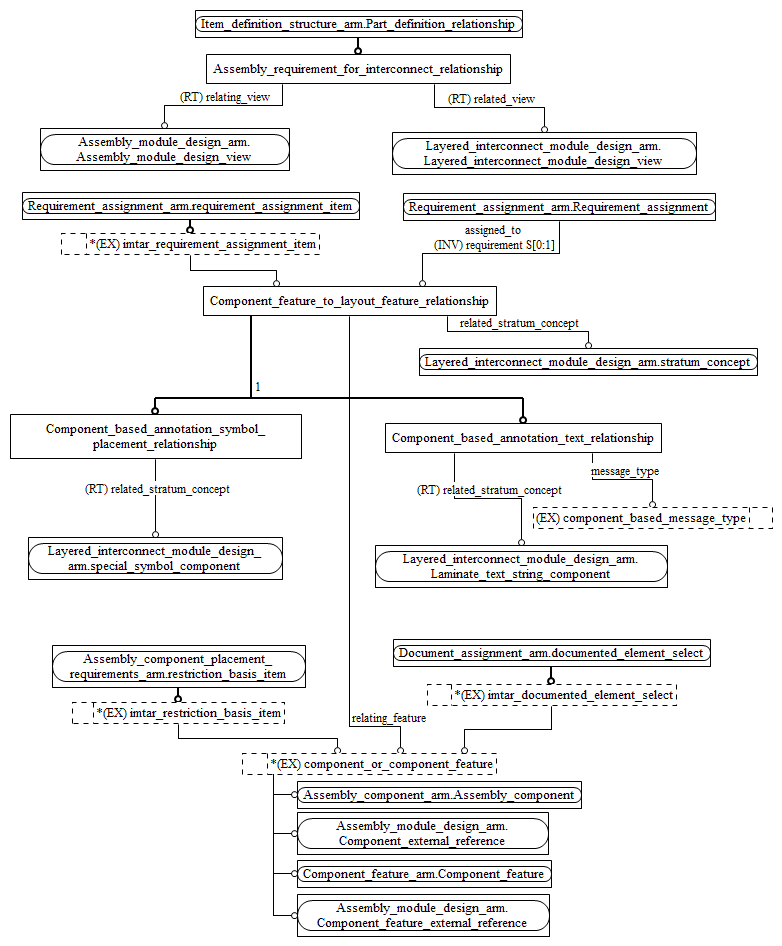 Item_definition_structure_arm.Part_definition_relationship
Assembly_requirement_for_interconnect_relationship
(RT) relating_view
(RT) related_view
Assembly_module_design_arm.
Assembly_module_design_view
Layered_interconnect_module_design_arm.
Layered_interconnect_module_design_view
Requirement_assignment_arm.requirement_assignment_item
Requirement_assignment_arm.Requirement_assignment
*(EX) imtar_requirement_assignment_item
assigned_to
(INV) requirement S[0:1]
Component_feature_to_layout_feature_relationship
related_stratum_concept
Layered_interconnect_module_design_arm.stratum_concept
1
Component_based_annotation_symbol_
placement_relationship
Component_based_annotation_text_relationship
(RT) related_stratum_concept
(RT) related_stratum_concept
message_type
(EX) component_based_message_type
Layered_interconnect_module_design_
arm.special_symbol_component
Layered_interconnect_module_design_arm.
Laminate_text_string_component
Assembly_component_placement_
requirements_arm.restriction_basis_item
Document_assignment_arm.documented_element_select
*(EX) imtar_restriction_basis_item
*(EX) imtar_documented_element_select
relating_feature
*(EX) component_or_component_feature
Assembly_component_arm.Assembly_component
Assembly_module_design_arm.
Component_external_reference
Component_feature_arm.Component_feature
Assembly_module_design_arm.
Component_feature_external_reference